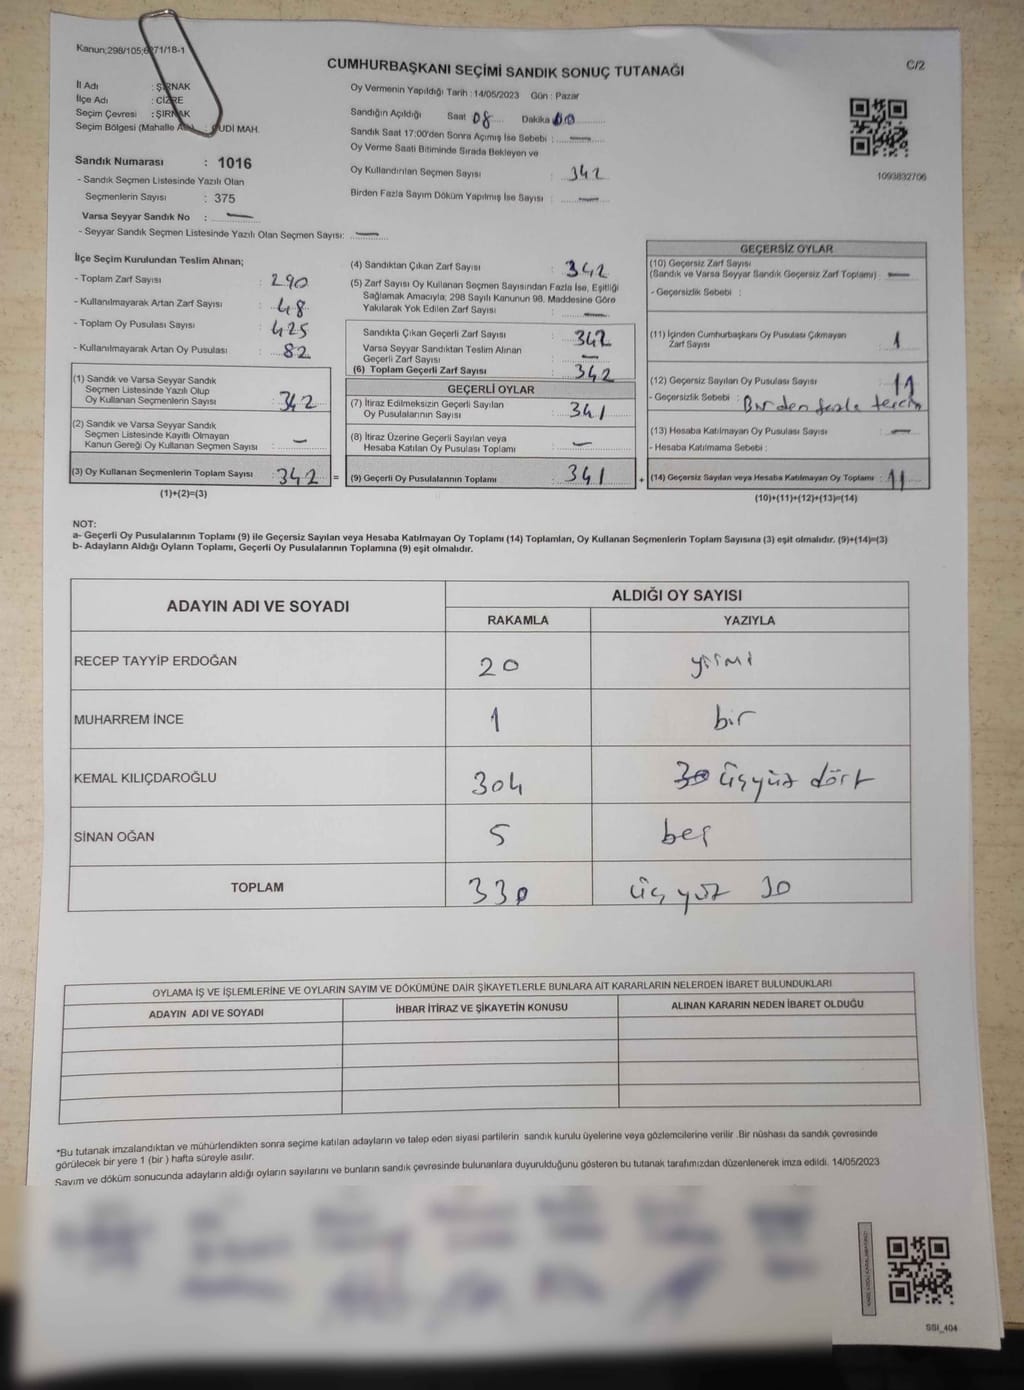 Kanun;298/105;6271/18-1
C/2
CUMHURBAŞKANI SEÇİMİ SANDIK SONUÇ TUTANAĞI
İl Adı : ŞIRNAK
İlçe Adı : CİZRE
Seçim Çevresi : ŞIRNAK
Seçim Bölgesi (Mahalle : CUDİ MAH.
Oy Vermenin Yapıldığı Tarih : 14/05/2023 Gün : Pazar
Sandığın Açıldığı Saat 08 Dakika 00
Sandık Saat 17:00'den Sonra Açımış İse Sebebi : —
Oy Verme Saati Bitiminde Sırada Bekleyen ve
Oy Kullandırılan Seçmen Sayısı : 342
Birden Fazla Sayım Döküm Yapılmış İse Sayısı : —
1093832706
Sandık Numarası : 1016
- Sandık Seçmen Listesinde Yazılı Olan
Seçmenlerin Sayısı : 375
Varsa Seyyar Sandık No : —
- Seyyar Sandık Seçmen Listesinde Yazılı Olan Seçmen Sayısı: —
İlçe Seçim Kurulundan Teslim Alınan;
- Toplam Zarf Sayısı : 290
- Kullanılmayarak Artan Zarf Sayısı : 48
- Toplam Oy Pusulası Sayısı : 425
- Kullanılmayarak Artan Oy Pusulası : 82
(1) Sandık ve Varsa Seyyar Sandık
Seçmen Listesinde Yazılı Olup
Oy Kullanan Seçmenlerin Sayısı : 342
(2) Sandık ve Varsa Seyyar Sandık
Seçmen Listesinde Kayıtlı Olmayan
Kanun Gereği Oy Kullanan Seçmen Sayısı : —
(3) Oy Kullanan Seçmenlerin Toplam Sayısı : 342 =
(1)+(2)=(3)
(4) Sandıktan Çıkan Zarf Sayısı : 342
(5) Zarf Sayısı Oy Kullanan Seçmen Sayısından Fazla İse, Eşitliği
Sağlamak Amacıyla; 298 Sayılı Kanunun 98. Maddesine Göre
Yakılarak Yok Edilen Zarf Sayısı : —
Sandıkta Çıkan Geçerli Zarf Sayısı : 342
Varsa Seyyar Sandıktan Teslim Alınan
Geçerli Zarf Sayısı : —
(6) Toplam Geçerli Zarf Sayısı : 342
GEÇERLİ OYLAR
(7) İtiraz Edilmeksizin Geçerli Sayılan
Oy Pusulalarının Sayısı : 341
(8) İtiraz Üzerine Geçerli Sayılan veya
Hesaba Katılan Oy Pusulası Toplamı : —
(9) Geçerli Oy Pusulalarının Toplamı : 341 +
GEÇERSİZ OYLAR
(10) Geçersiz Zarf Sayısı
(Sandık ve Varsa Seyyar Sandık Geçersiz Zarf Toplamı) : —
- Geçersizlik Sebebi :
(11) İçinden Cumhurbaşkanı Oy Pusulası Çıkmayan
Zarf Sayısı : 1
(12) Geçersiz Sayılan Oy Pusulası Sayısı : 11
- Geçersizlik Sebebi : Birden fazla tercih
(13) Hesaba Katılmayan Oy Pusulası Sayısı : —
- Hesaba Katılmama Sebebi :
(14) Geçersiz Sayılan veya Hesaba Katılmayan Oy Toplamı : 11
(10)+(11)+(12)+(13)=(14)
NOT:
a- Geçerli Oy Pusulalarının Toplamı (9) ile Geçersiz Sayılan veya Hesaba Katılmayan Oy Toplamı (14) Toplamları, Oy Kullanan Seçmenlerin Toplam Sayısına (3) eşit olmalıdır. (9)+(14)=(3)
b- Adayların Aldığı Oyların Toplamı, Geçerli Oy Pusulalarının Toplamına (9) eşit olmalıdır.
ADAYIN ADI VE SOYADI ALDIĞI OY SAYISI
RAKAMLA YAZIYLA
RECEP TAYYİP ERDOĞAN 20 yirmi
MUHARREM İNCE 1 bir
KEMAL KILIÇDAROĞLU 304 üçyüz dört
SİNAN OĞAN 5 beş
TOPLAM 330 üç yüz 30
OYLAMA İŞ VE İŞLEMLERİNE VE OYLARIN SAYIM VE DÖKÜMÜNE DAİR ŞİKAYETLERLE BUNLARA AİT KARARLARIN NELERDEN İBARET BULUNDUKLARI
ADAYIN ADI VE SOYADI İHBAR İTİRAZ VE ŞİKAYETİN KONUSU ALINAN KARARIN NEDEN İBARET OLDUĞU
*Bu tutanak imzalandıktan ve mühürlendikten sonra seçime katılan adayların ve talep eden siyasi partilerin sandık kurulu üyelerine veya gözlemcilerine verilir .Bir nüshası da sandık çevresinde
görülecek bir yere 1 (bir ) hafta süreyle asılır.
Sayım ve döküm sonucunda adayların aldığı oyların sayılarını ve bunların sandık çevresinde bulunanlara duyurulduğunu gösteren bu tutanak tarafımızdan düzenlenerek imza edildi. 14/05/2023
SSI_404